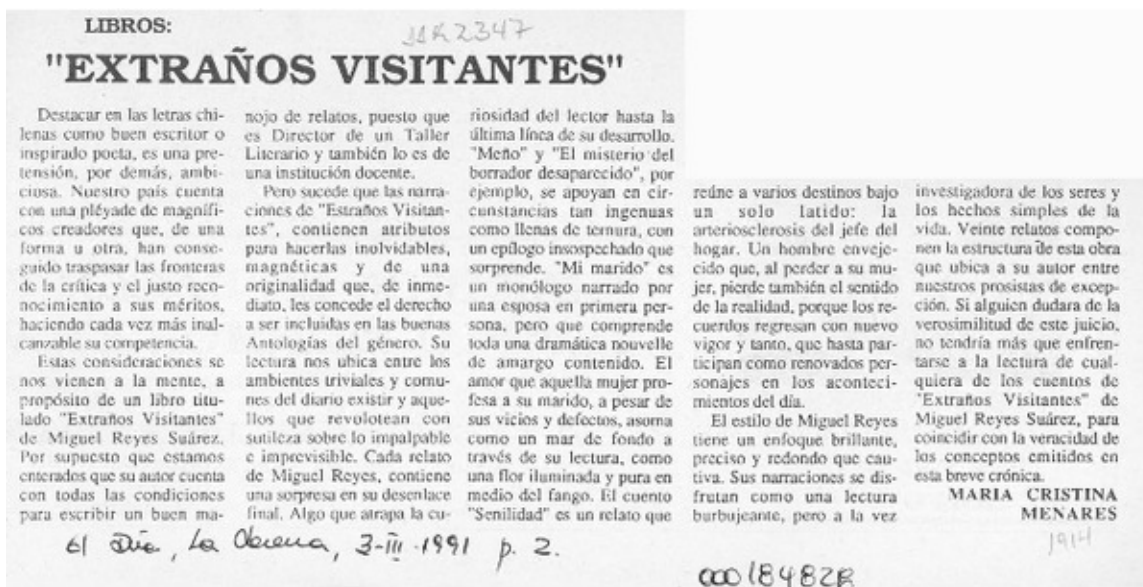 LIBROS:
"EXTRAÑOS VISITANTES"
Destacar en las letras chi-
lenas como buen escritor o
inspirado poeta, es una pre-
tensión, por demás, ambi-
ciosa. Nuestro país cuenta
con una pléyade de magnífi-
cos creadores que, de una
forma u otra, han conse-
guido traspasar las fronteras
de la crítica y el justo reco-
nocimiento a sus méritos,
haciendo cada vez más inal-
canzable su competencia.
Estas consideraciones se
nos vienen a la mente, a
propósito de un libro titu-
lado "Extraños Visitantes"
de Miguel Reyes Suárez.
Por supuesto que estamos
enterados que su autor cuenta
con todas las condiciones
para escribir un buen ma-
nojo de relatos, puesto que
es Director de un Taller
Literario y también lo es de
una institución docente.
Pero sucede que las narra-
ciones de "Estraños Visitan-
tes", contienen atributos
para hacerlas inolvidables,
magnéticas y de una
originalidad que, de inme-
diato, les concede el derecho
a ser incluidas en las buenas
Antologías del género. Su
lectura nos ubica entre los
ambientes triviales y comu-
nes del diario existir y aque-
llos que revolotean con
sutileza sobre lo impalpable
e imprevisible. Cada relato
de Miguel Reyes, contiene
una sorpresa en su desenlace
final. Algo que atrapa la cu-
riosidad del lector hasta la
última línea de su desarrollo.
"Meño" y "El misterio del
borrador desaparecido", por
ejemplo, se apoyan en cir-
cunstancias tan ingenuas
como llenas de ternura, con
un epílogo insospechado que
sorprende. "Mi marido" es
un monólogo narrado por
una esposa en primera per-
sona, pero que comprende
toda una dramática nouvelle
de amargo contenido. El
amor que aquella mujer pro-
fesa a su marido, a pesar de
sus vicios y defectos, asoma
como un mar de fondo a
través de su lectura, como
una flor iluminada y pura en
medio del fango. El cuento
"Senilidad" es un relato que
reúne a varios destinos bajo
un solo latido: la
arteriosclerosis del jefe del
hogar. Un hombre enveje-
cido que, al perder a su mu-
jer, pierde también el sentido
de la realidad, porque los re-
cuerdos regresan con nuevo
vigor y tanto, que hasta par-
ticipan como renovados per-
sonajes en los aconteci-
mientos del día.
El estilo de Miguel Reyes
tiene un enfoque brillante,
preciso y redondo que cau-
tiva. Sus narraciones se dis-
frutan como una lectura
burbujeante, pero a la vez
investigadora de los seres y
los hechos simples de la
vida. Veinte relatos compo-
nen la estructura de esta obra
que ubica a su autor entre
nuestros prosistas de excep-
ción. Si alguien dudara de la
verosimilitud de este juicio,
no tendría más que enfren-
tarse a la lectura de cual-
quiera de los cuentos de
"Extraños Visitantes" de
Miguel Reyes Suárez, para
coincidir con la veracidad de
los conceptos emitidos en
esta breve crónica.
MARIA CRISTINA
MENARES
1914
El Día, La Serena, 3-III-1991 p. 2.